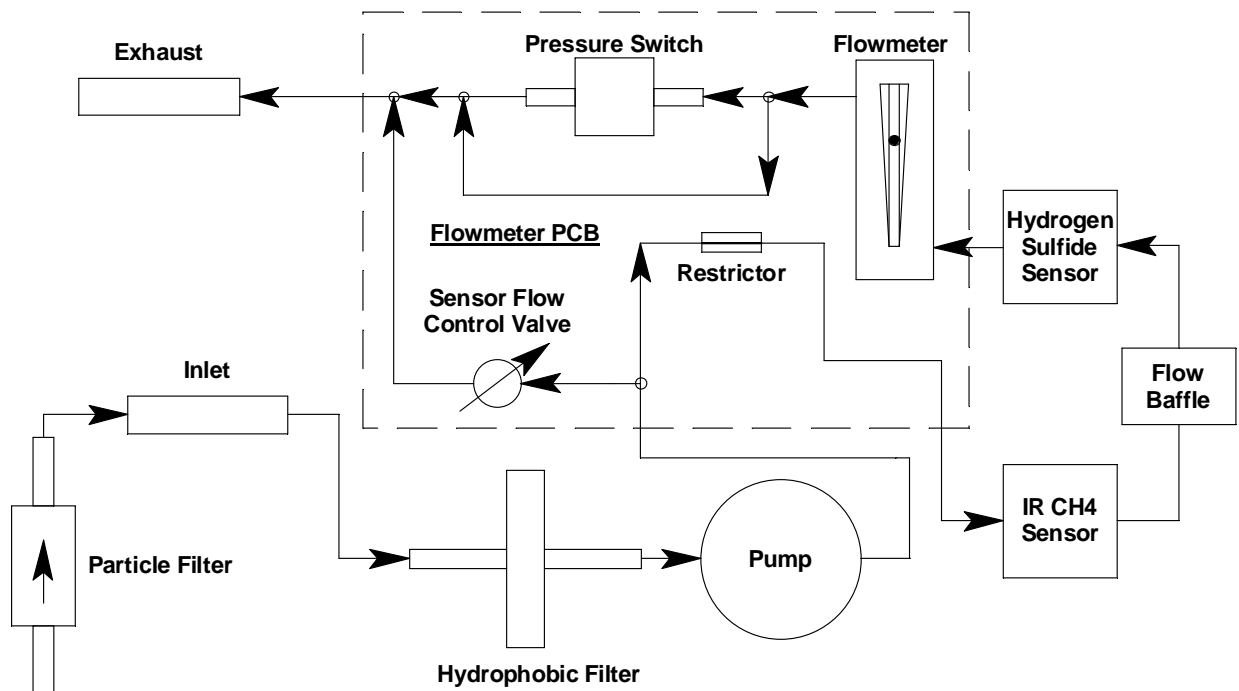 Exhaust
Pressure Switch
Flowmeter
Flowmeter PCB
Restrictor
Hydrogen
Sulfide
Sensor
Sensor Flow
Control Valve
Inlet
Flow
Baffle
Particle Filter
Pump
IR CH4
Sensor
Hydrophobic Filter